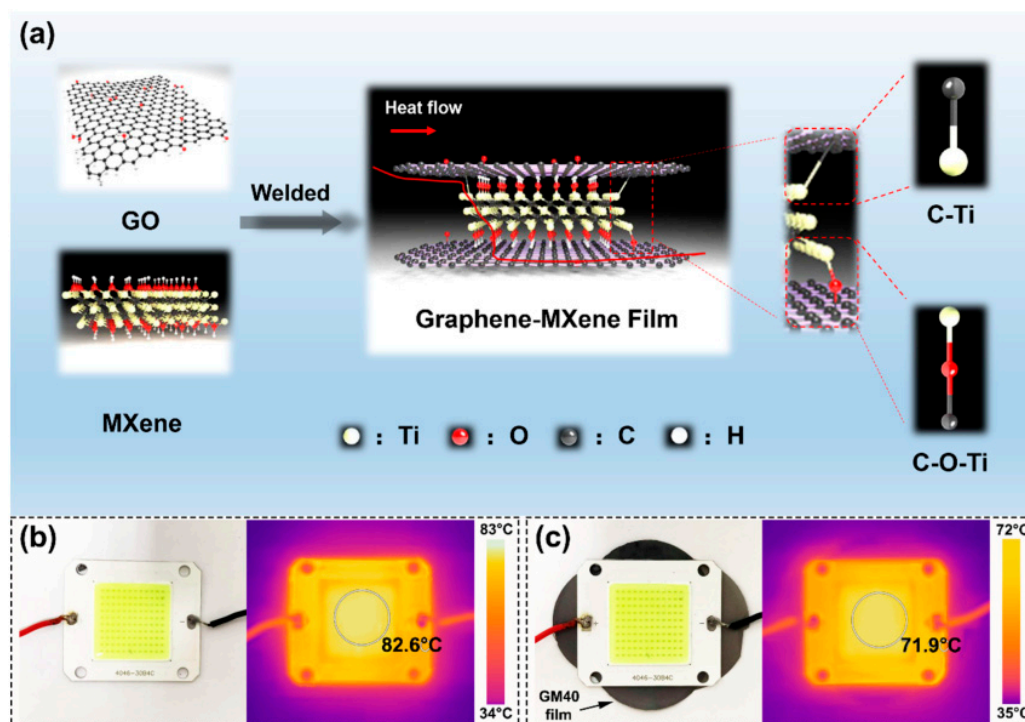 (a)
GO
MXene
Welded
Heat flow
Graphene-MXene Film
C-Ti
C-O-Ti
: Ti
: O
: C
: H
(b)
4046-3084C
82.6°C
83°C
34°C
(c)
+
-
4046-3084C
GM40
film
71.9°C
72°C
35°C